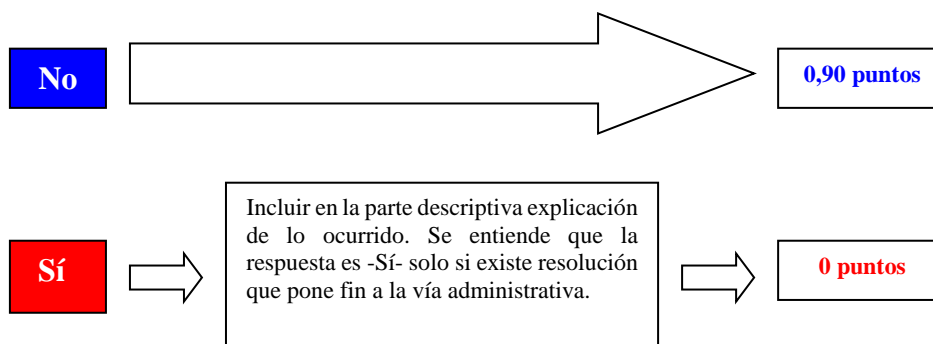 No
0,90 puntos
Incluir en la parte descriptiva explicación
de lo ocurrido. Se entiende que la
respuesta es -Sí- solo si existe resolución
que pone fin a la vía administrativa.
Sí
0 puntos